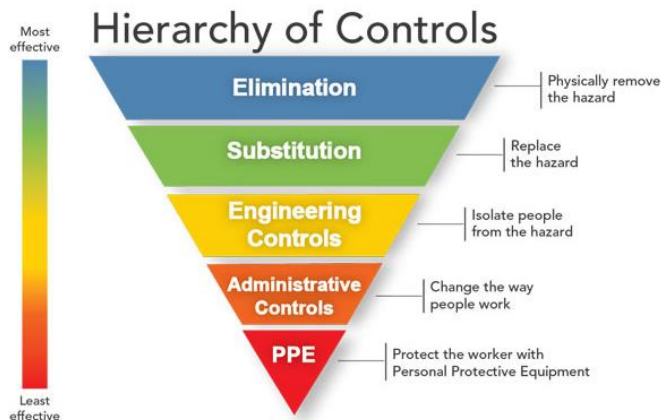 Hierarchy of Controls
Most
effective
Elimination
Physically remove
the hazard
Substitution
Replace
the hazard
Engineering
Controls
Isolate people
from the hazard
Administrative
Controls
Change the way
people work
PPE
Protect the worker with
Personal Protective Equipment
Least
effective